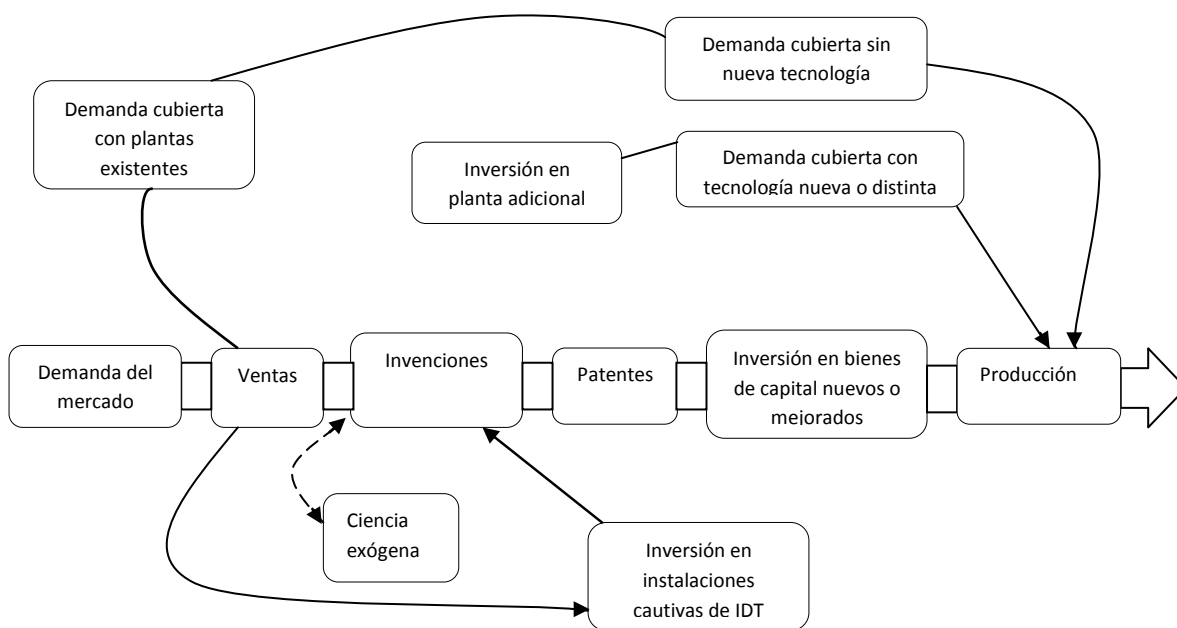 Demanda cubierta sin
nueva tecnología
Demanda cubierta
con plantas
existentes
Inversión en
planta adicional
Demanda cubierta con
tecnología nueva o distinta
Demanda del
mercado
Ventas
Invenciones
Patentes
Inversión en bienes
de capital nuevos o
mejorados
Producción
Ciencia
exógena
Inversión en
instalaciones
cautivas de IDT